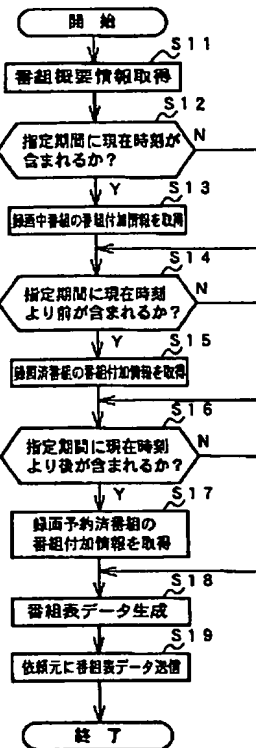 開始
S11
番組概要情報取得
S12
指定期間に現在時刻が
含まれるか?
N
Y
S13
録画中番組の番組付加情報を取得
S14
指定期間に現在時刻
より前が含まれるか?
N
Y
S15
録画済番組の番組付加情報を取得
S16
指定期間に現在時刻
より後が含まれるか?
N
Y
S17
録画予約済番組の
番組付加情報を取得
S18
番組表データ生成
S19
依頼元に番組表データ送信
終了